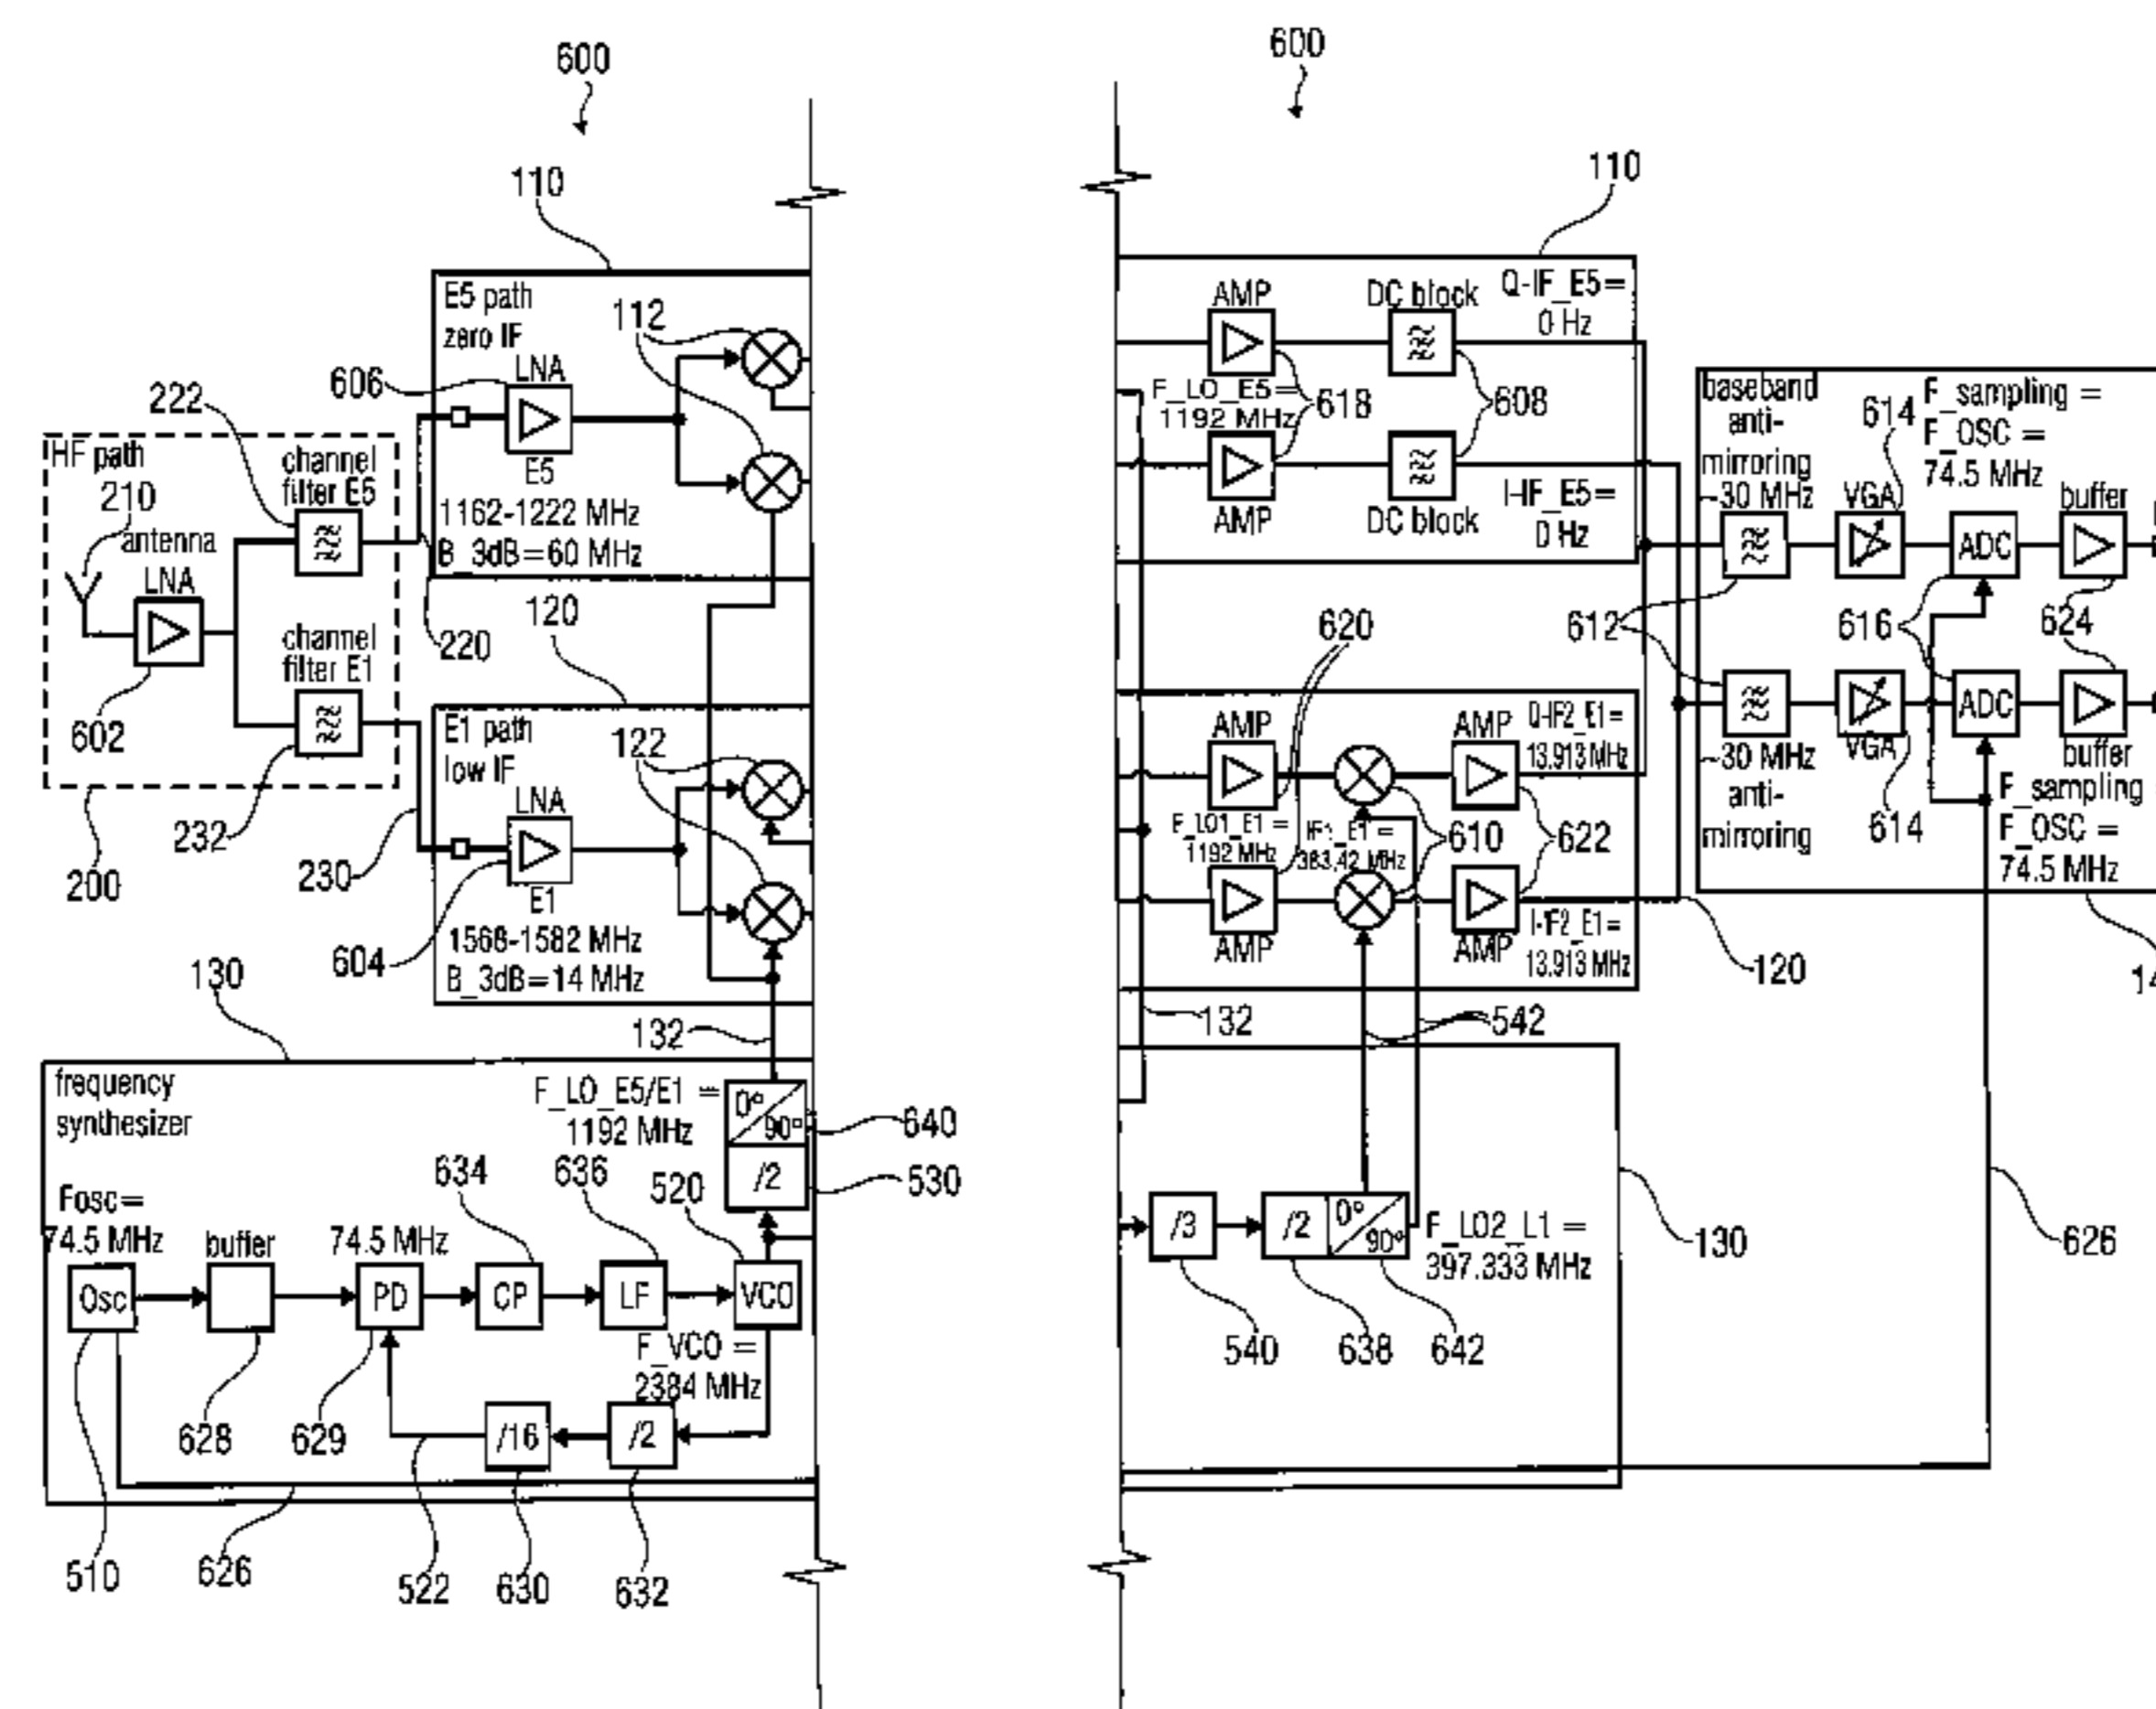 600
110
E5 path
zero IF
112
606
LNA
E5
1162-1222 MHz
B_3dB=60 MHz
222
HF path
210
antenna
channel
filter E5
LNA
602
channel
filter E1
232
200
220
230
120
E1 path
low IF
122
LNA
E1
604
1568-1582 MHz
B_3dB=14 MHz
130
132
frequency
synthesizer
F_LO_E5/E1 =
1192 MHz
0°
90°
640
/2
530
634
636
520
Fosc=
74.5 MHz
buffer
74.5 MHz
Osc
PD
CP
LF
VCO
F_VCO =
2384 MHz
628
629
/16
/2
510
626
522
630
632
600
110
AMP
DC block
Q-IF_E5=
0 Hz
F_LO_E5=
1192 MHz
618
608
AMP
DC block
I-IF_E5=
0 Hz
baseband
anti-
mirroring
30 MHz
614
F_sampling =
F_OSC =
74.5 MHz
VGA
ADC
buffer
612
616
624
30 MHz
anti-
mirroring
VGA
614
ADC
buffer
F_sampling
F_OSC =
74.5 MHz
620
AMP
AMP
Q-IF2_E1=
13.913 MHz
F_LO1_E1 =
1192 MHz
IF1_E1 =
383.42 MHz
610
622
AMP
AMP
I-IF2_E1=
13.913 MHz
120
14
132
542
/3
/2
0°
90°
F_LO2_L1 =
397.333 MHz
130
626
540
638
642